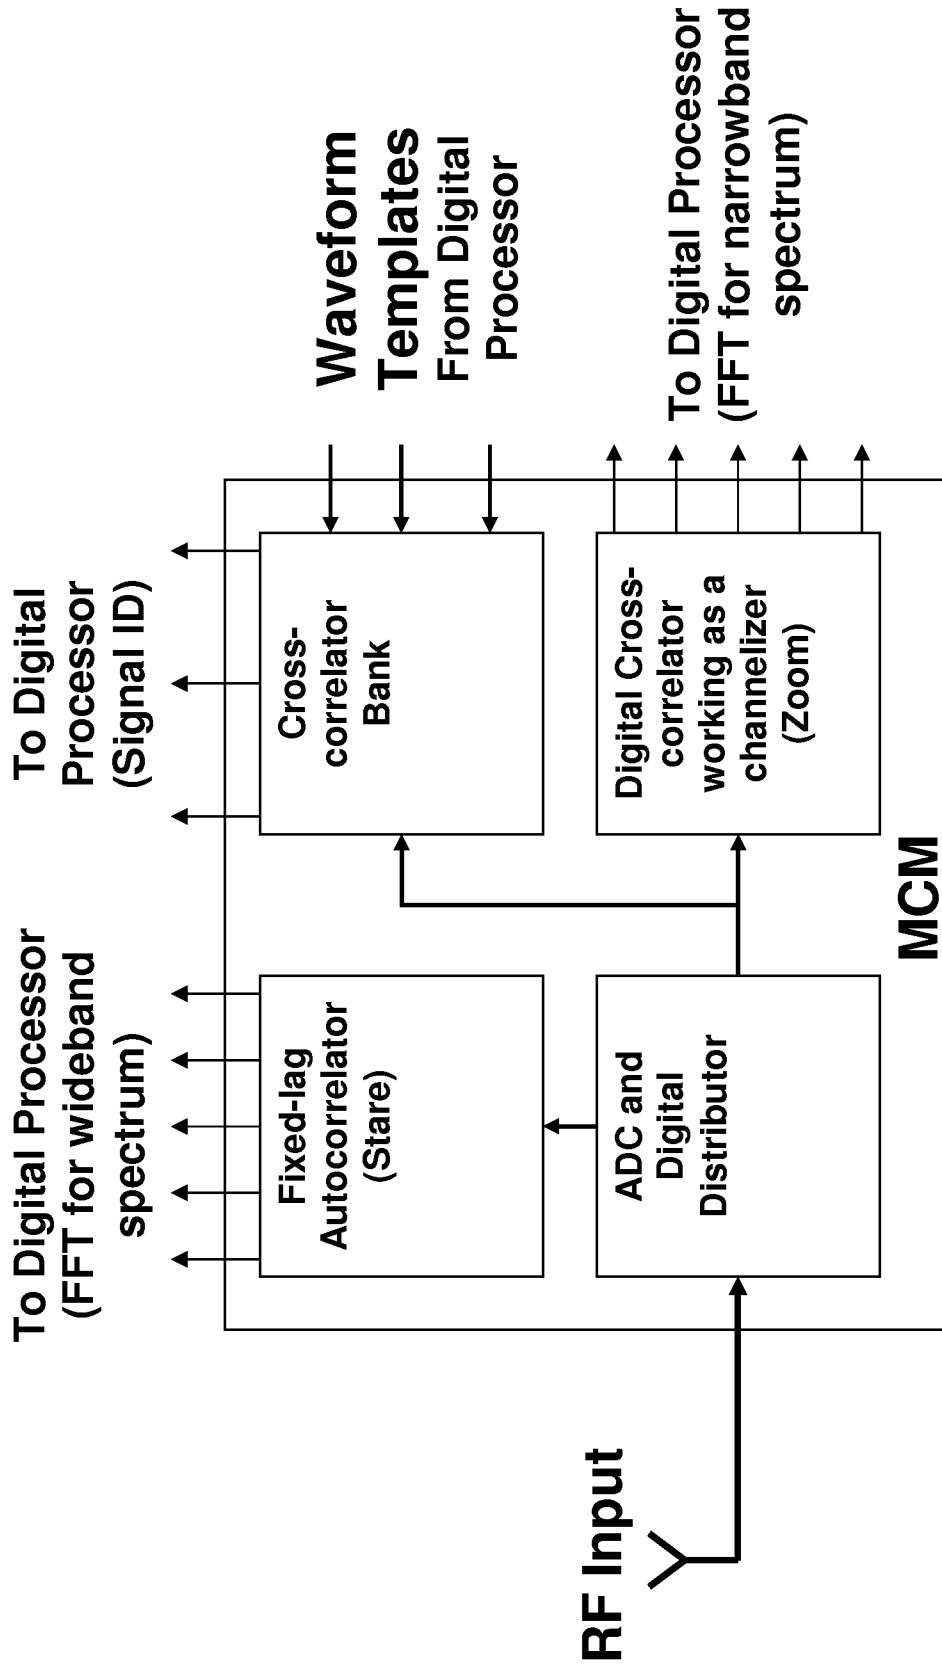 To Digital Processor
(FFT for wideband
spectrum)
To Digital
Processor
(Signal ID)
Fixed-lag
Autocorrelator
(Stare)
Cross-
correlator
Bank
Waveform
Templates
From Digital
Processor
RF Input
ADC and
Digital
Distributor
Digital Cross-
correlator
working as a
channelizer
(Zoom)
To Digital Processor
(FFT for narrowband
spectrum)
MCM